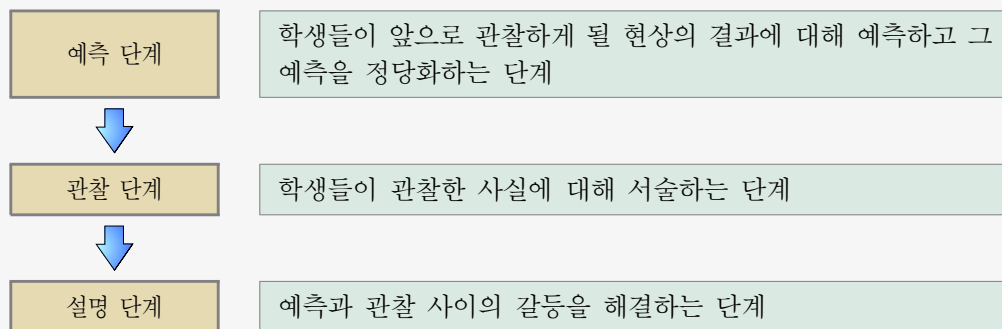 예측 단계
학생들이 앞으로 관찰하게 될 현상의 결과에 대해 예측하고 그
예측을 정당화하는 단계
관찰 단계
학생들이 관찰한 사실에 대해 서술하는 단계
설명 단계
예측과 관찰 사이의 갈등을 해결하는 단계